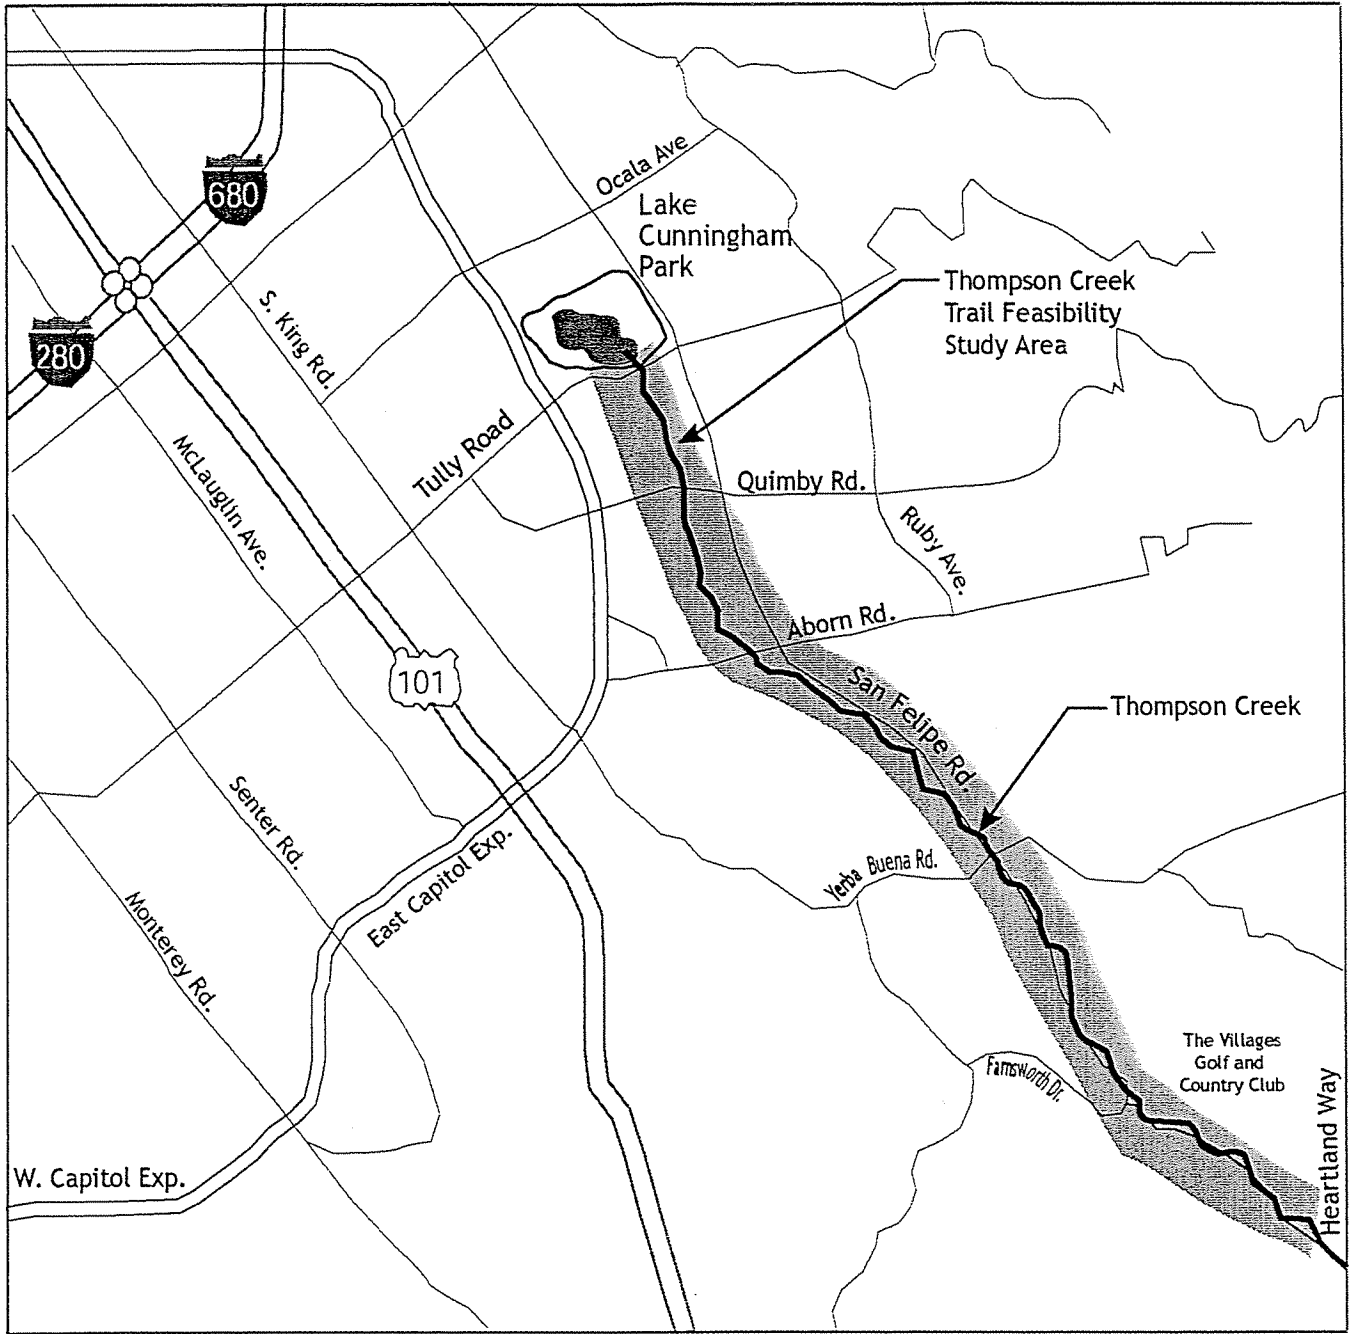 680
Ocala Ave
Lake
Cunningham
Park
Thompson Creek
Trail Feasibility
Study Area
280
S. King Rd.
Tully Road
McLauglin Ave.
Quimby Rd.
Ruby Ave.
Aborn Rd.
101
San Felipe Rd.
Thompson Creek
Senter Rd.
East Capitol Exp.
Yerba Buena Rd.
Monterey Rd.
The Villages
Golf and
Country Club
Farnsworth Dr.
Heartland Way
W. Capitol Exp.